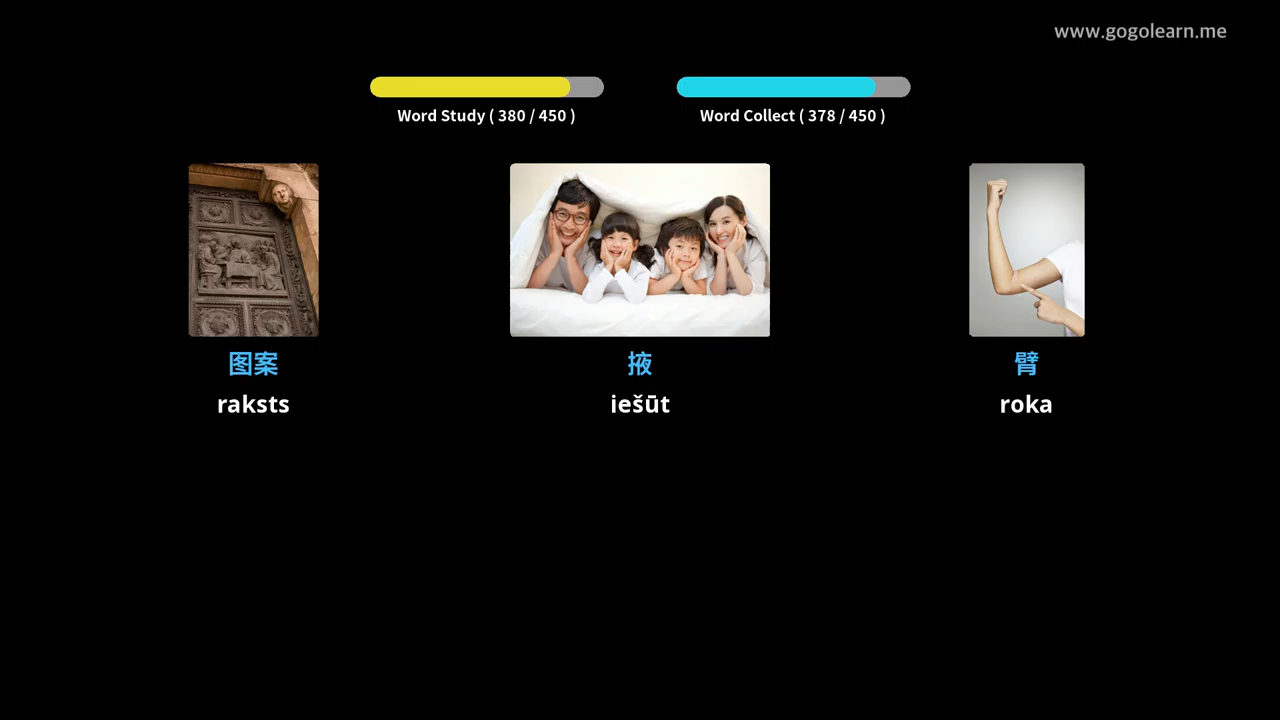 www.gogolearn.me
Word Study ( 380 / 450 )
Word Collect ( 378 / 450 )
图案
掖
臂
raksts
iešūt
roka